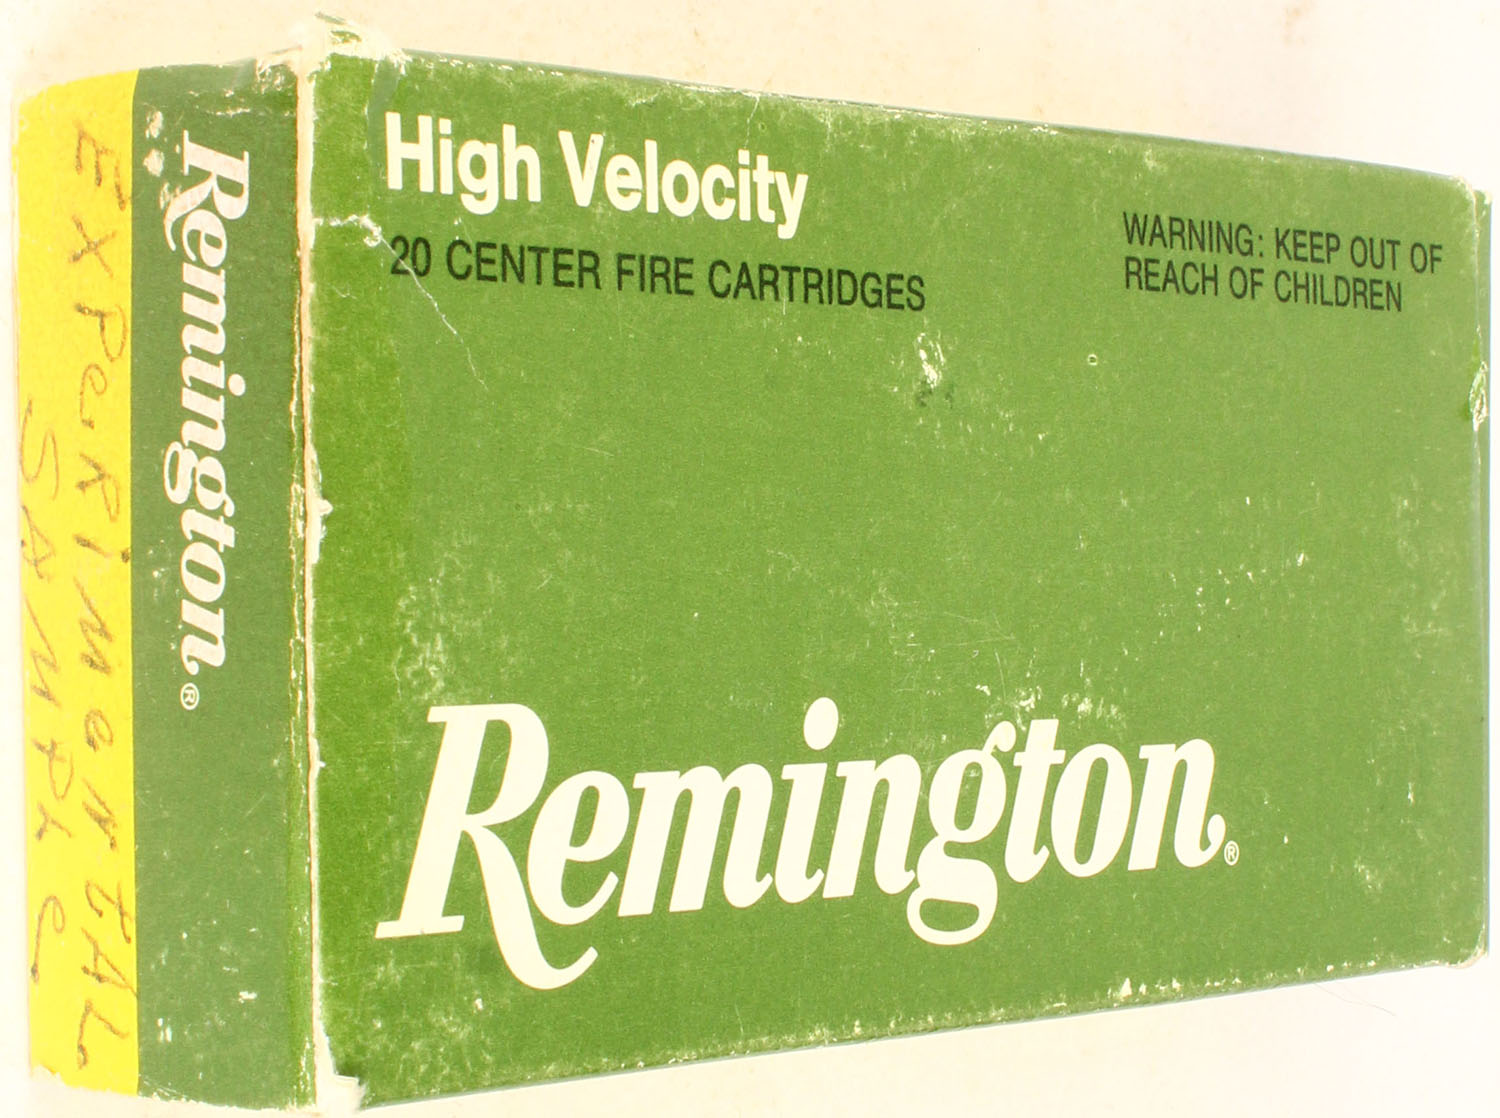 High Velocity
20 CENTER FIRE CARTRIDGES
WARNING: KEEP OUT OF
REACH OF CHILDREN
Remington®
Remington®
EXPeRiMeNtAL
SAMPLe